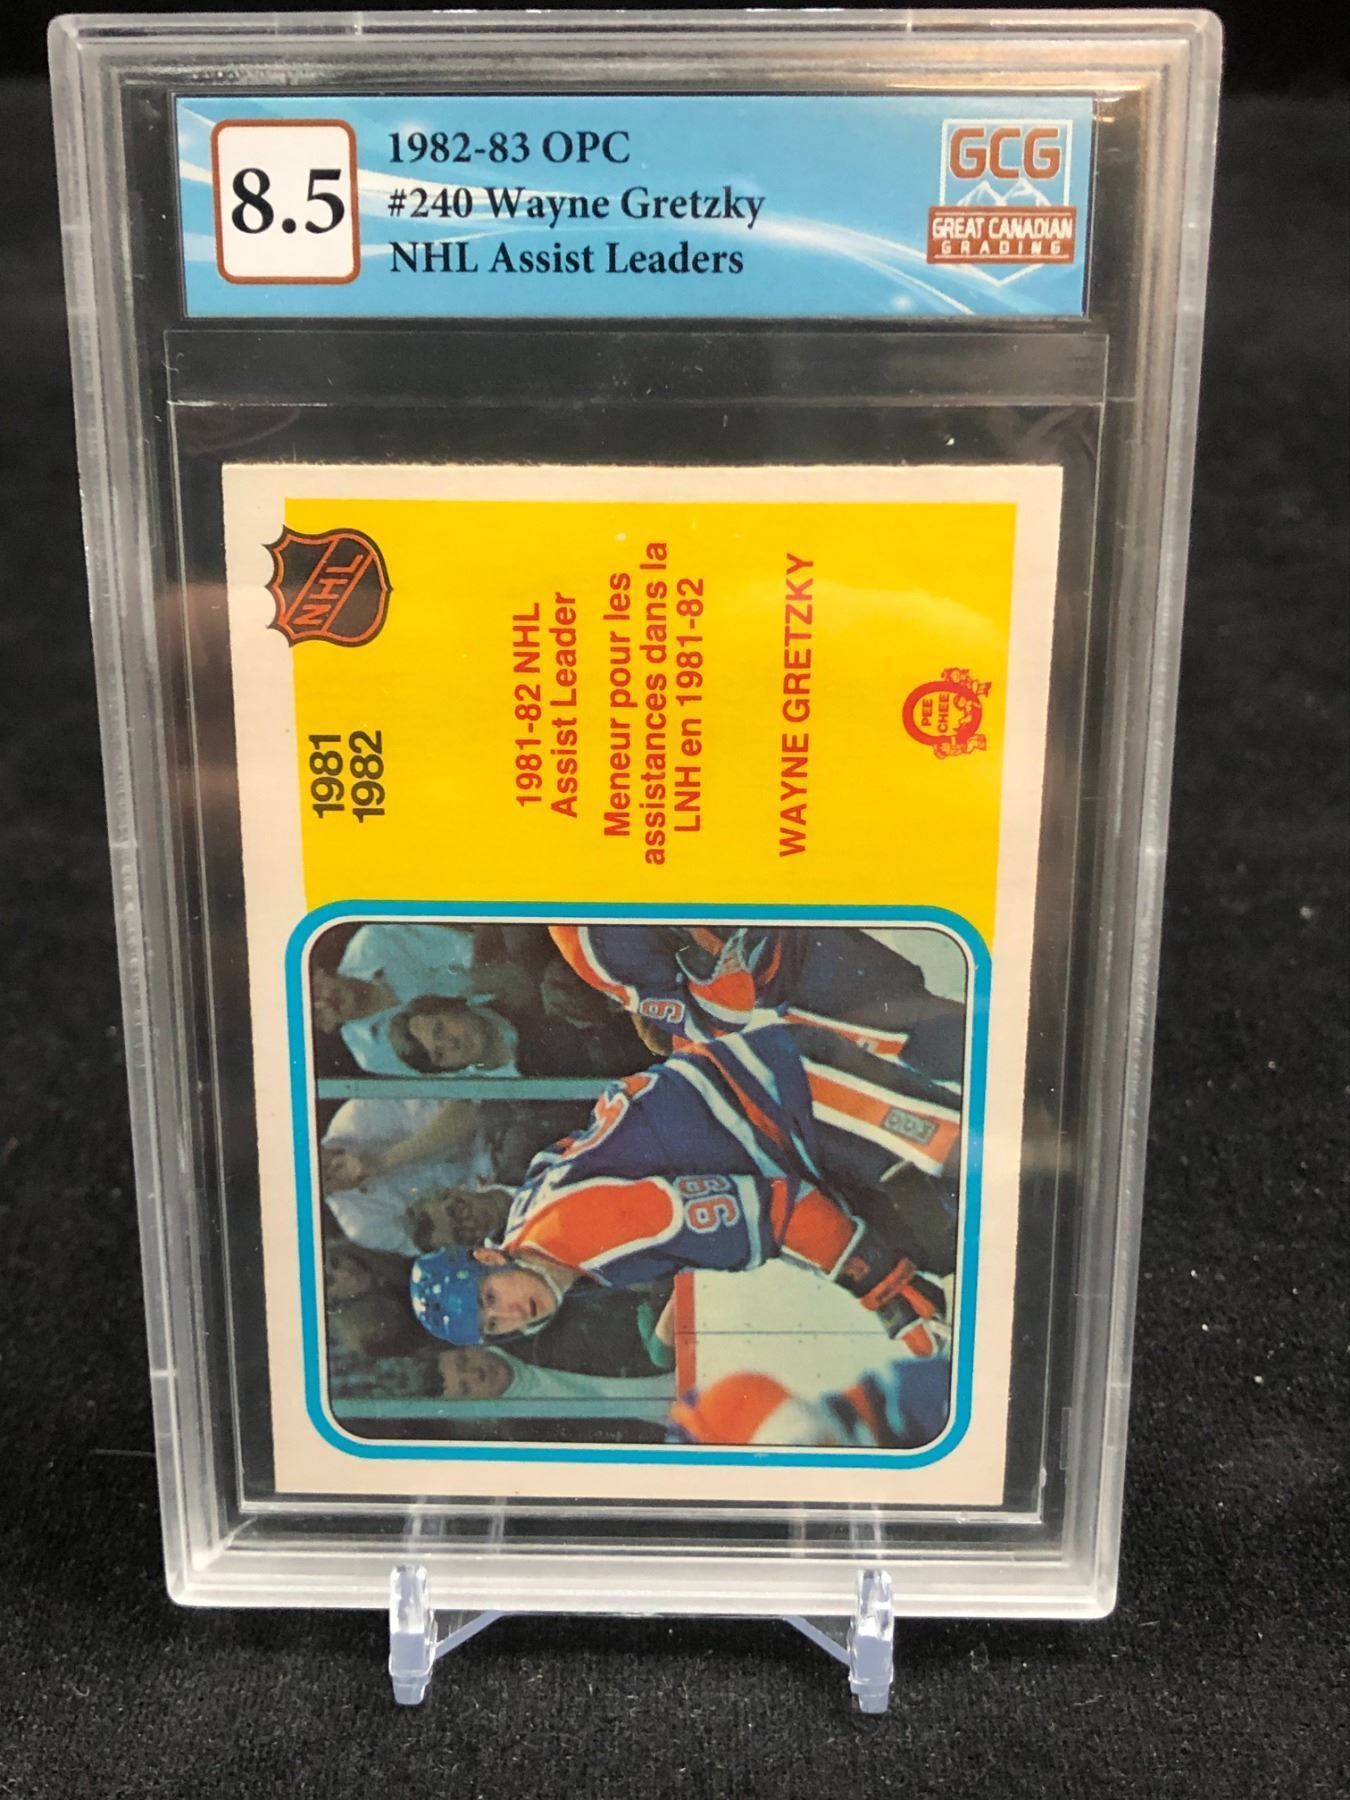 8.5
1982-83 OPC
#240 Wayne Gretzky
NHL Assist Leaders
GCG
GREAT CANADIAN
GRADING
NHL
1981
1982
1981-82 NHL
Assist Leader
Meneur pour les
assistances dans la
LNH en 1981-82
WAYNE GRETZKY
O
PEE
CHEE
99